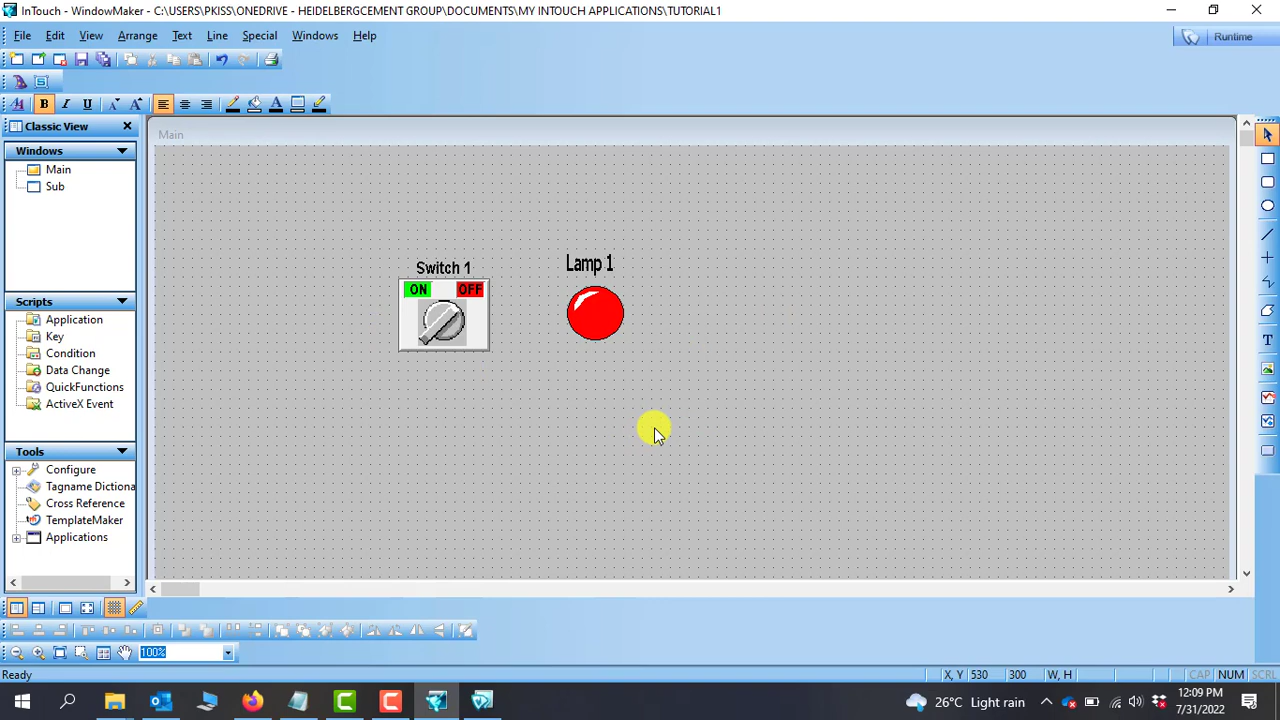 InTouch - WindowMaker - C:\USERS\PKISS\ONEDRIVE - HEIDELBERGCEMENT GROUP\DOCUMENTS\MY INTOUCH APPLICATIONS\TUTORIAL1
File Edit View Arrange Text Line Special Windows Help
Runtime
Classic View
Main
Windows
Main
Sub
Switch 1
Lamp 1
ON OFF
Scripts
Application
Key
Condition
Data Change
QuickFunctions
ActiveX Event
Tools
Configure
Tagname Dictiona
Cross Reference
TemplateMaker
Applications
100%
Ready
X, Y 530 300 W, H CAP NUM SCRL
26°C Light rain
12:09 PM
7/31/2022